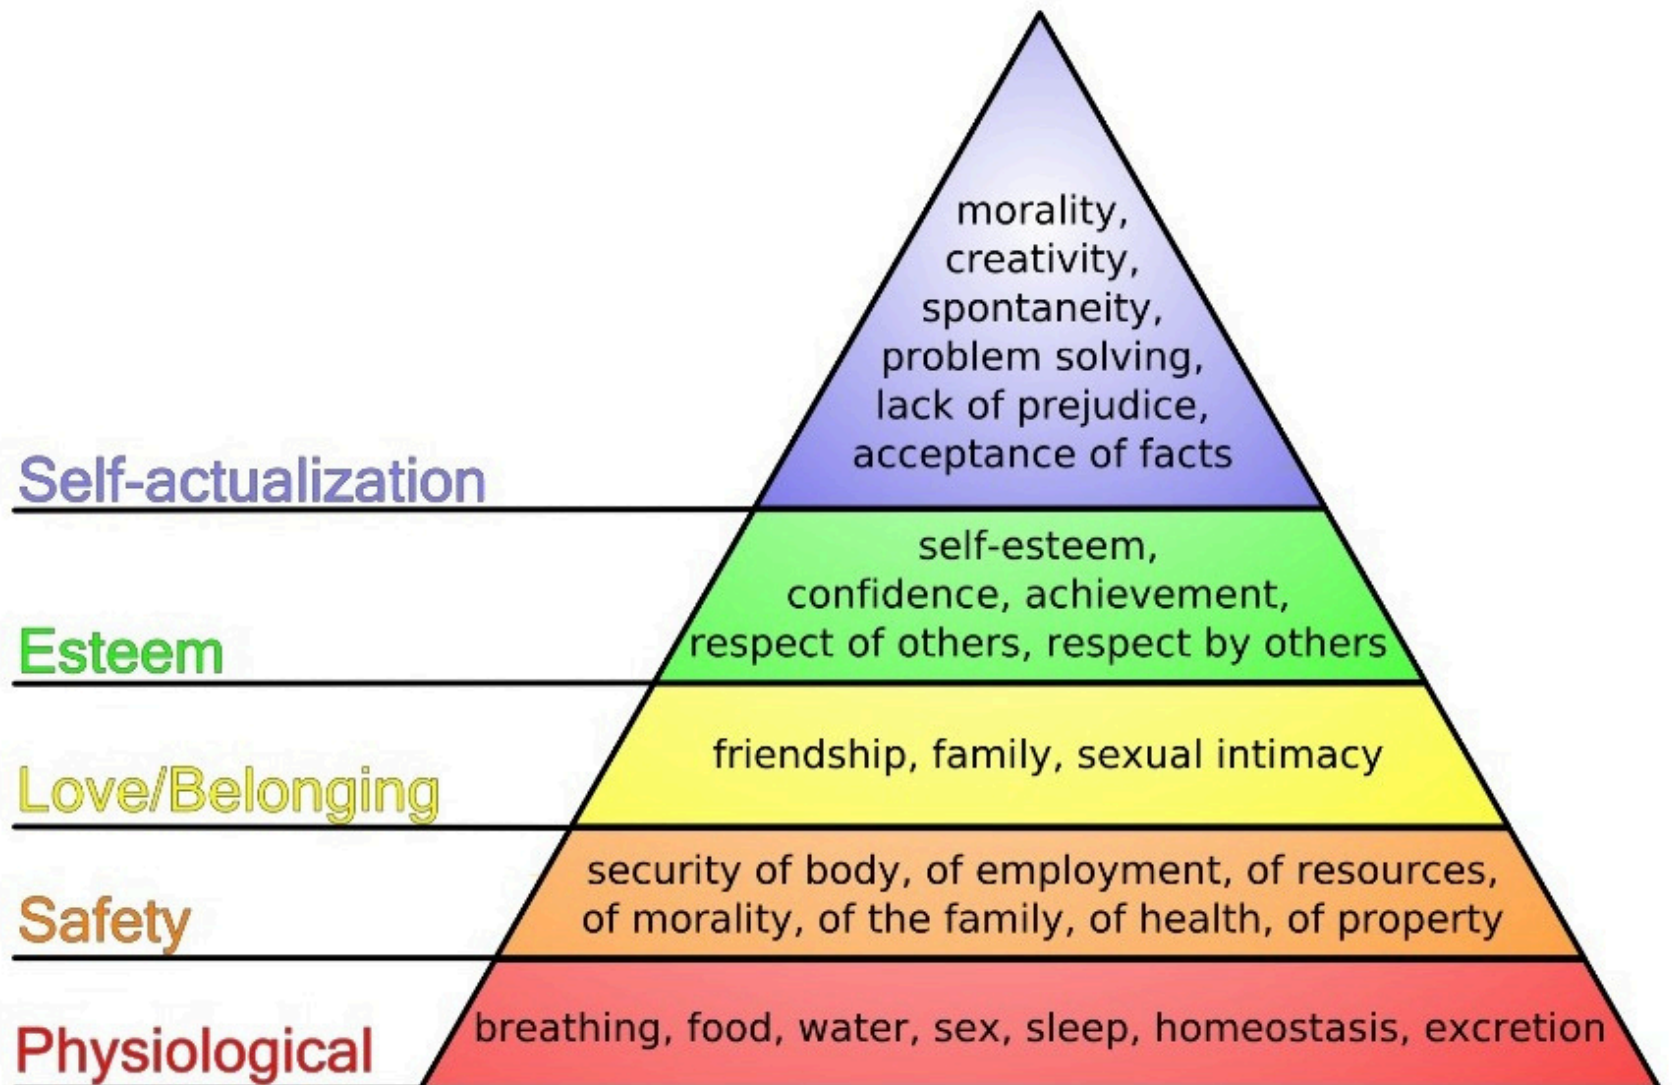 morality,
creativity,
spontaneity,
problem solving,
lack of prejudice,
acceptance of facts
Self-actualization
self-esteem,
confidence, achievement,
respect of others, respect by others
Esteem
friendship, family, sexual intimacy
Love/Belonging
security of body, of employment, of resources,
of morality, of the family, of health, of property
Safety
breathing, food, water, sex, sleep, homeostasis, excretion
Physiological